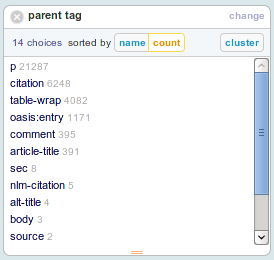 parent tag change
14 choices sorted by name count cluster
p 21287
citation 6248
table-wrap 4082
oasis:entry 1171
comment 395
article-title 391
sec 8
nlm-citation 5
alt-title 4
body 3
source 2